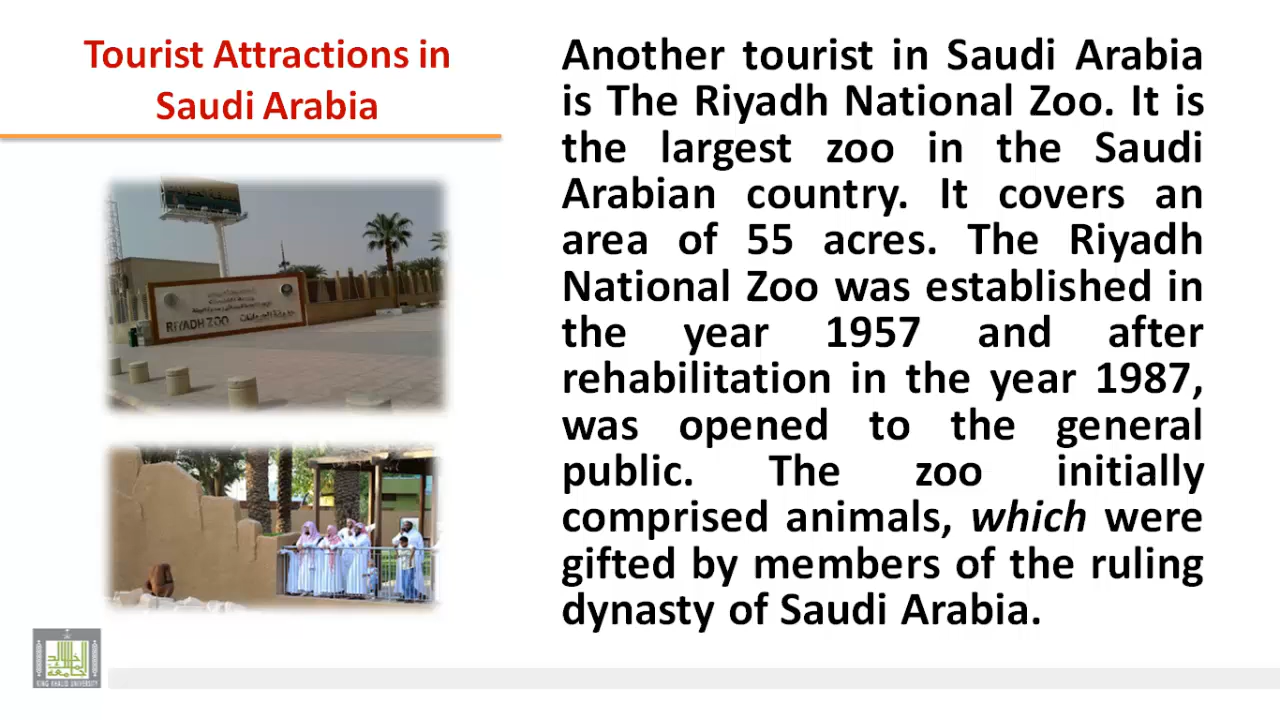 Tourist Attractions in
Saudi Arabia
Another tourist in Saudi Arabia
is The Riyadh National Zoo. It is
the largest zoo in the Saudi
Arabian country. It covers an
area of 55 acres. The Riyadh
National Zoo was established in
the year 1957 and after
rehabilitation in the year 1987,
was opened to the general
public. The zoo initially
comprised animals, which were
gifted by members of the ruling
dynasty of Saudi Arabia.
RIYADH ZOO
KING KHALID UNIVERSITY